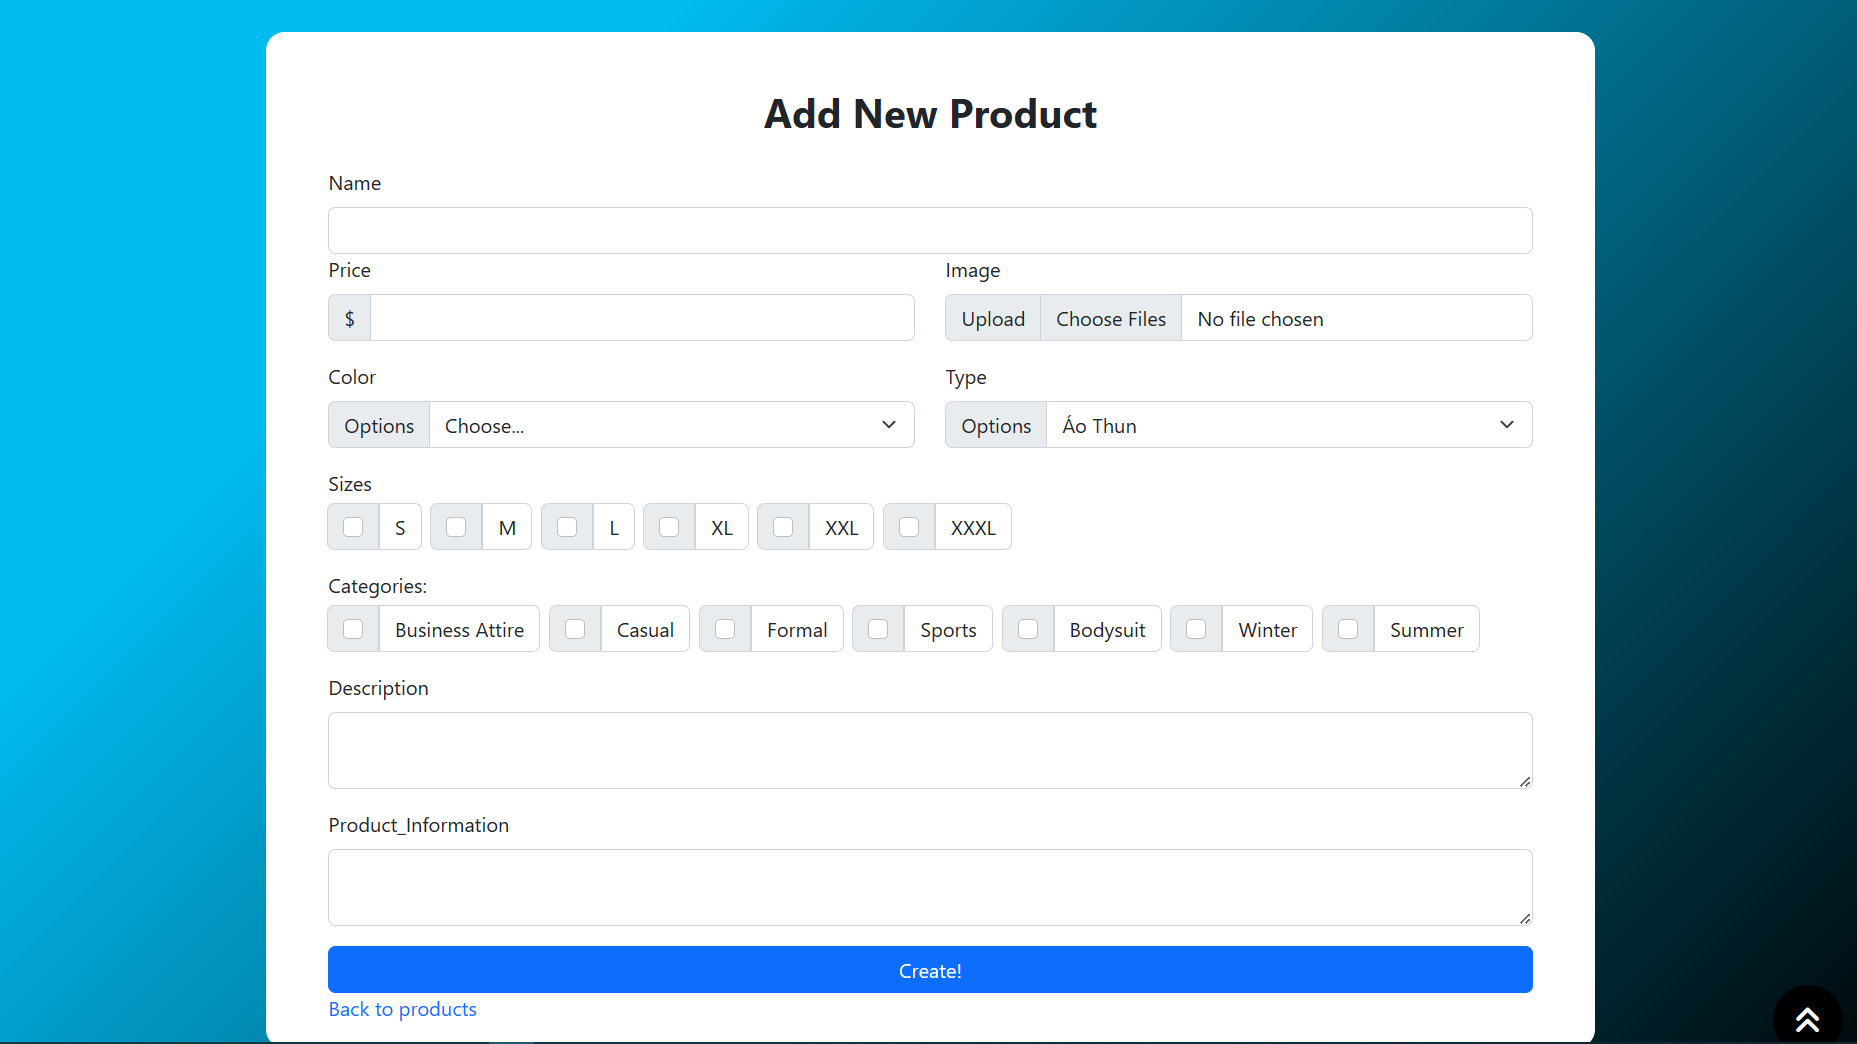 Add New Product
Name
Price
Image
$
Upload Choose Files No file chosen
Color
Type
Options Choose...
Options Áo Thun
Sizes
S M L XL XXL XXXL
Categories:
Business Attire Casual Formal Sports Bodysuit Winter Summer
Description
Product_Information
Create!
Back to products